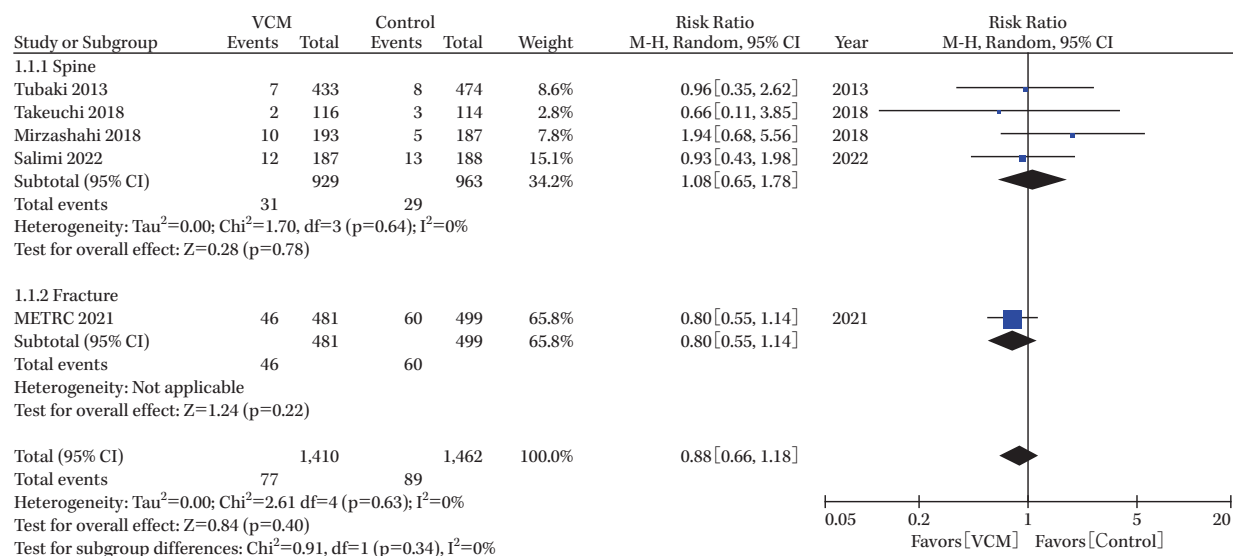 VCM Control Risk Ratio Risk Ratio
Study or Subgroup Events Total Events Total Weight M-H, Random, 95% CI Year M-H, Random, 95% CI
1.1.1 Spine
Tubaki 2013 7 433 8 474 8.6% 0.96[0.35, 2.62] 2013
Takeuchi 2018 2 116 3 114 2.8% 0.66[0.11, 3.85] 2018
Mirzashahi 2018 10 193 5 187 7.8% 1.94[0.68, 5.56] 2018
Salimi 2022 12 187 13 188 15.1% 0.93[0.43, 1.98] 2022
Subtotal (95% CI) 929 963 34.2% 1.08[0.65, 1.78]
Total events 31 29
Heterogeneity: Tau²=0.00; Chi²=1.70, df=3 (p=0.64); I²=0%
Test for overall effect: Z=0.28 (p=0.78)
1.1.2 Fracture
METRC 2021 46 481 60 499 65.8% 0.80[0.55, 1.14] 2021
Subtotal (95% CI) 481 499 65.8% 0.80[0.55, 1.14]
Total events 46 60
Heterogeneity: Not applicable
Test for overall effect: Z=1.24 (p=0.22)
Total (95% CI) 1,410 1,462 100.0% 0.88[0.66, 1.18]
Total events 77 89
Heterogeneity: Tau²=0.00; Chi²=2.61 df=4 (p=0.63); I²=0%
Test for overall effect: Z=0.84 (p=0.40)
Test for subgroup differences: Chi²=0.91, df=1 (p=0.34), I²=0%
0.05 0.2 1 5 20
Favors[VCM] Favors[Control]